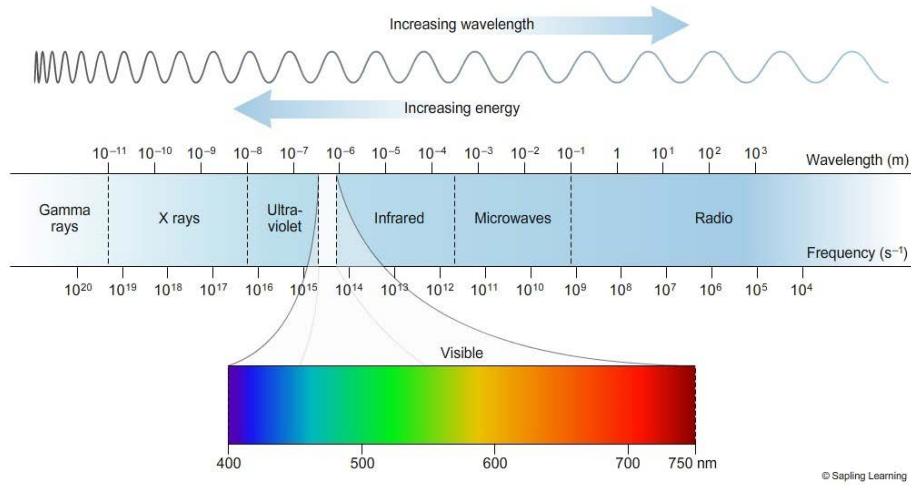 Increasing wavelength
Increasing energy
10⁻¹¹ 10⁻¹⁰ 10⁻⁹ 10⁻⁸ 10⁻⁷ 10⁻⁶ 10⁻⁵ 10⁻⁴ 10⁻³ 10⁻² 10⁻¹ 1 10¹ 10² 10³ Wavelength (m)
Gamma rays X rays Ultra-violet Infrared Microwaves Radio
Frequency (s⁻¹)
10²⁰ 10¹⁹ 10¹⁸ 10¹⁷ 10¹⁶ 10¹⁵ 10¹⁴ 10¹³ 10¹² 10¹¹ 10¹⁰ 10⁹ 10⁸ 10⁷ 10⁶ 10⁵ 10⁴
Visible
400 500 600 700 750 nm
© Sapling Learning